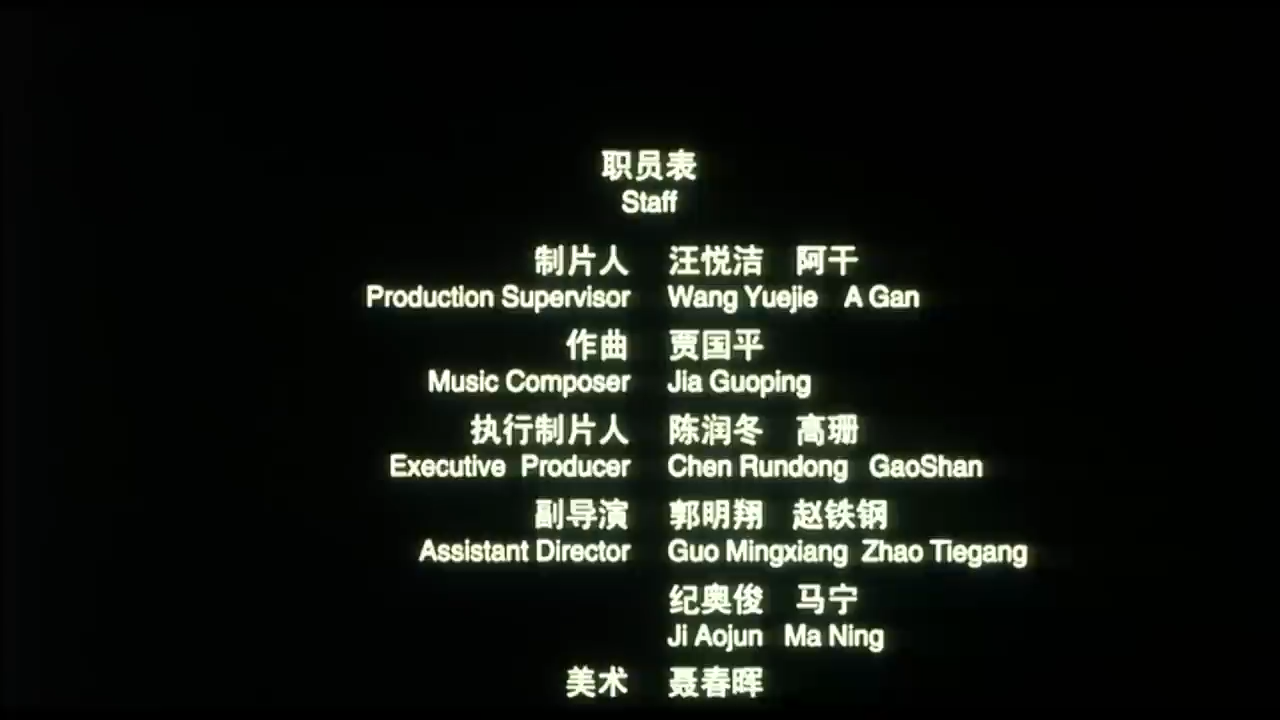 职员表
Staff
制片人 汪悦洁 阿干
Production Supervisor Wang Yuejie A Gan
作曲 贾国平
Music Composer Jia Guoping
执行制片人 陈润冬 高珊
Executive Producer Chen Rundong GaoShan
副导演 郭明翔 赵铁钢
Assistant Director Guo Mingxiang Zhao Tiegang
纪奥俊 马宁
Ji Aojun Ma Ning
美术 聂春晖